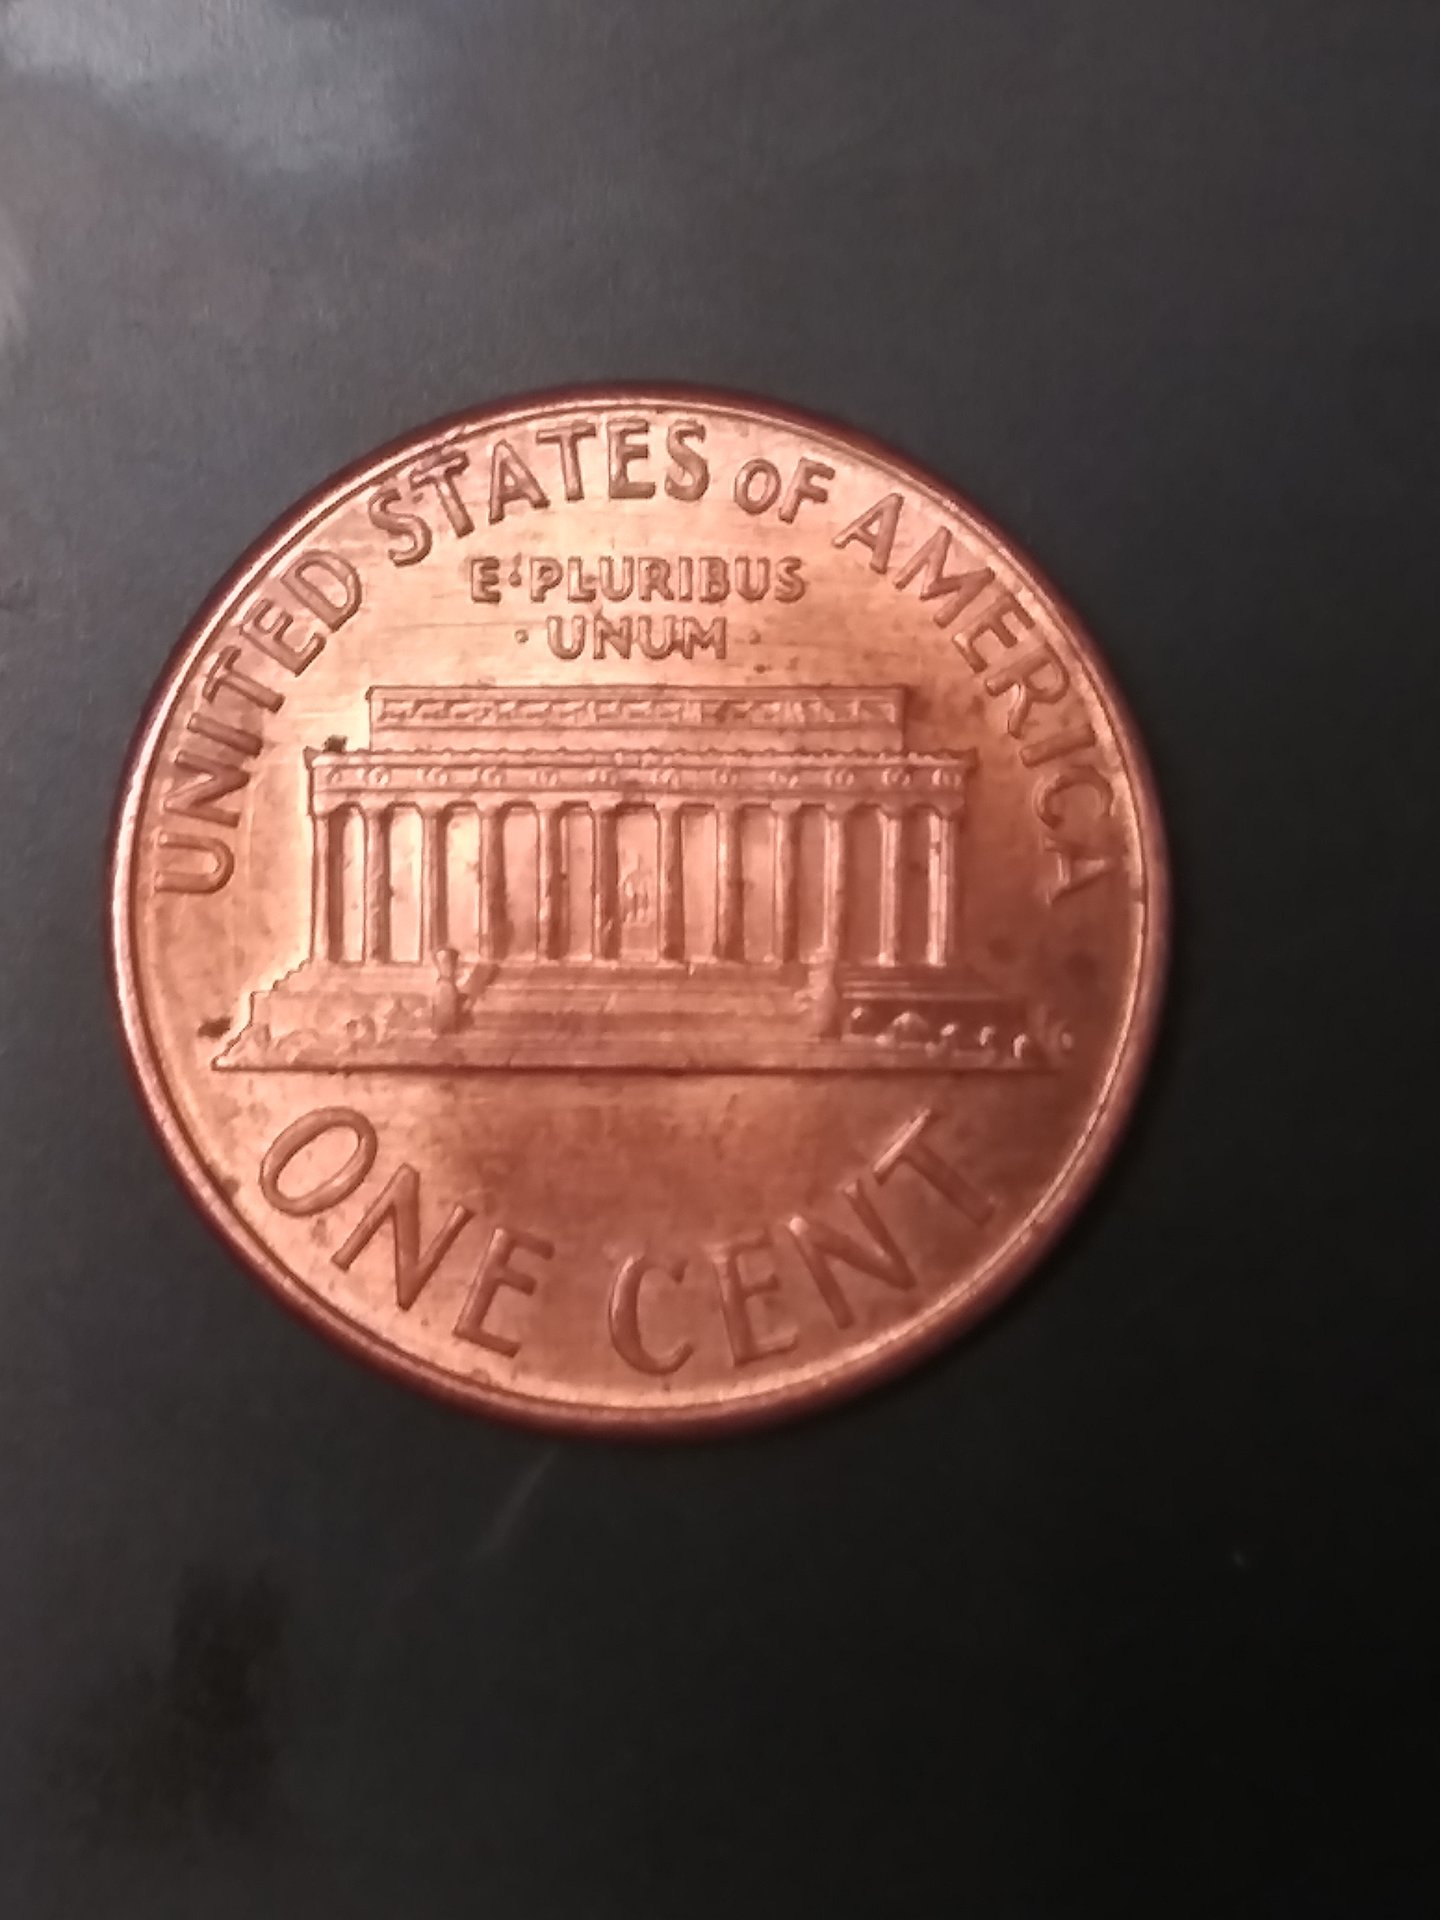 UNITED STATES OF AMERICA
E·PLURIBUS
·UNUM·
ONE CENT